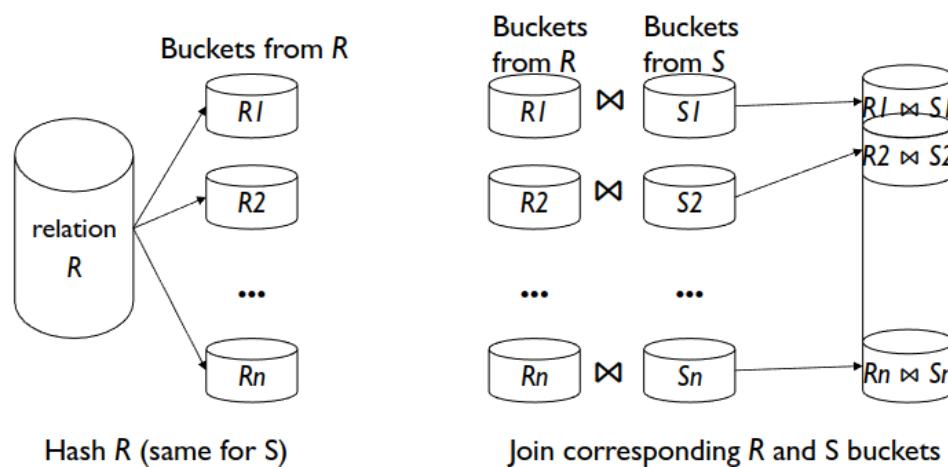 Buckets from R
R1
R2
...
Rn
relation
R
Hash R (same for S)
Buckets
from R
Buckets
from S
R1 ⋈ S1
R1 ⋈ S1
R2 ⋈ S2
R2 ⋈ S2
... ...
Rn ⋈ Sn
Rn ⋈ Sn
Join corresponding R and S buckets